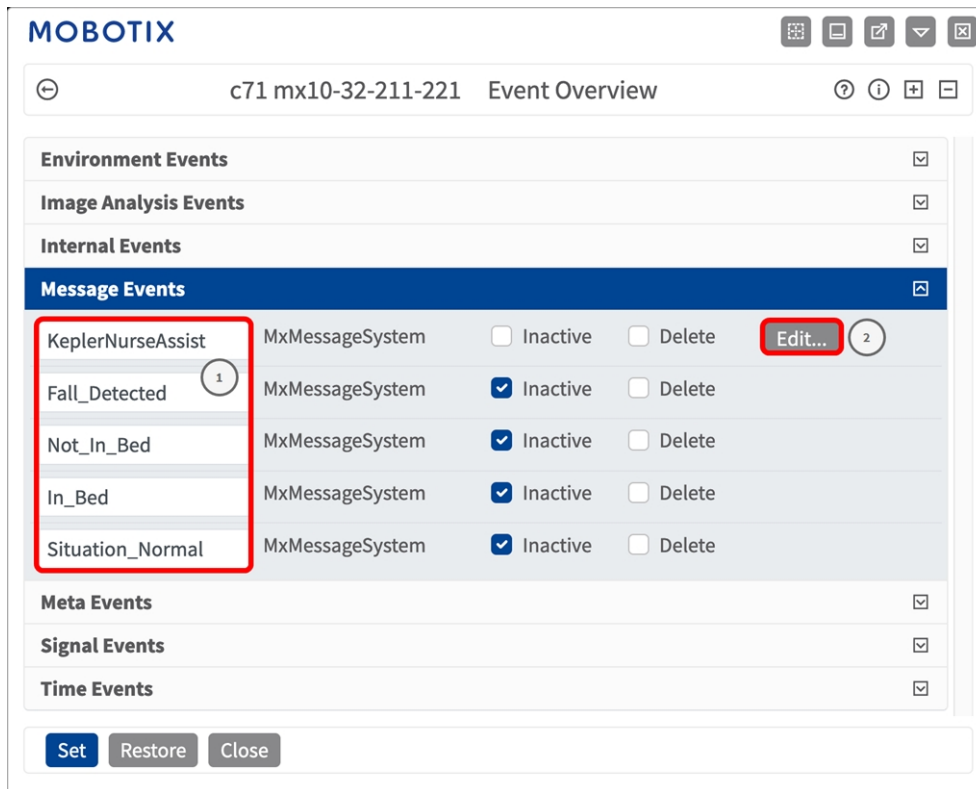 MOBOTIX
c71 mx10-32-211-221 Event Overview
Environment Events
Image Analysis Events
Internal Events
Message Events
KeplerNurseAssist MxMessageSystem Inactive Delete Edit... 2
1
Fall_Detected MxMessageSystem Inactive Delete
Not_In_Bed MxMessageSystem Inactive Delete
In_Bed MxMessageSystem Inactive Delete
Situation_Normal MxMessageSystem Inactive Delete
Meta Events
Signal Events
Time Events
Set Restore Close